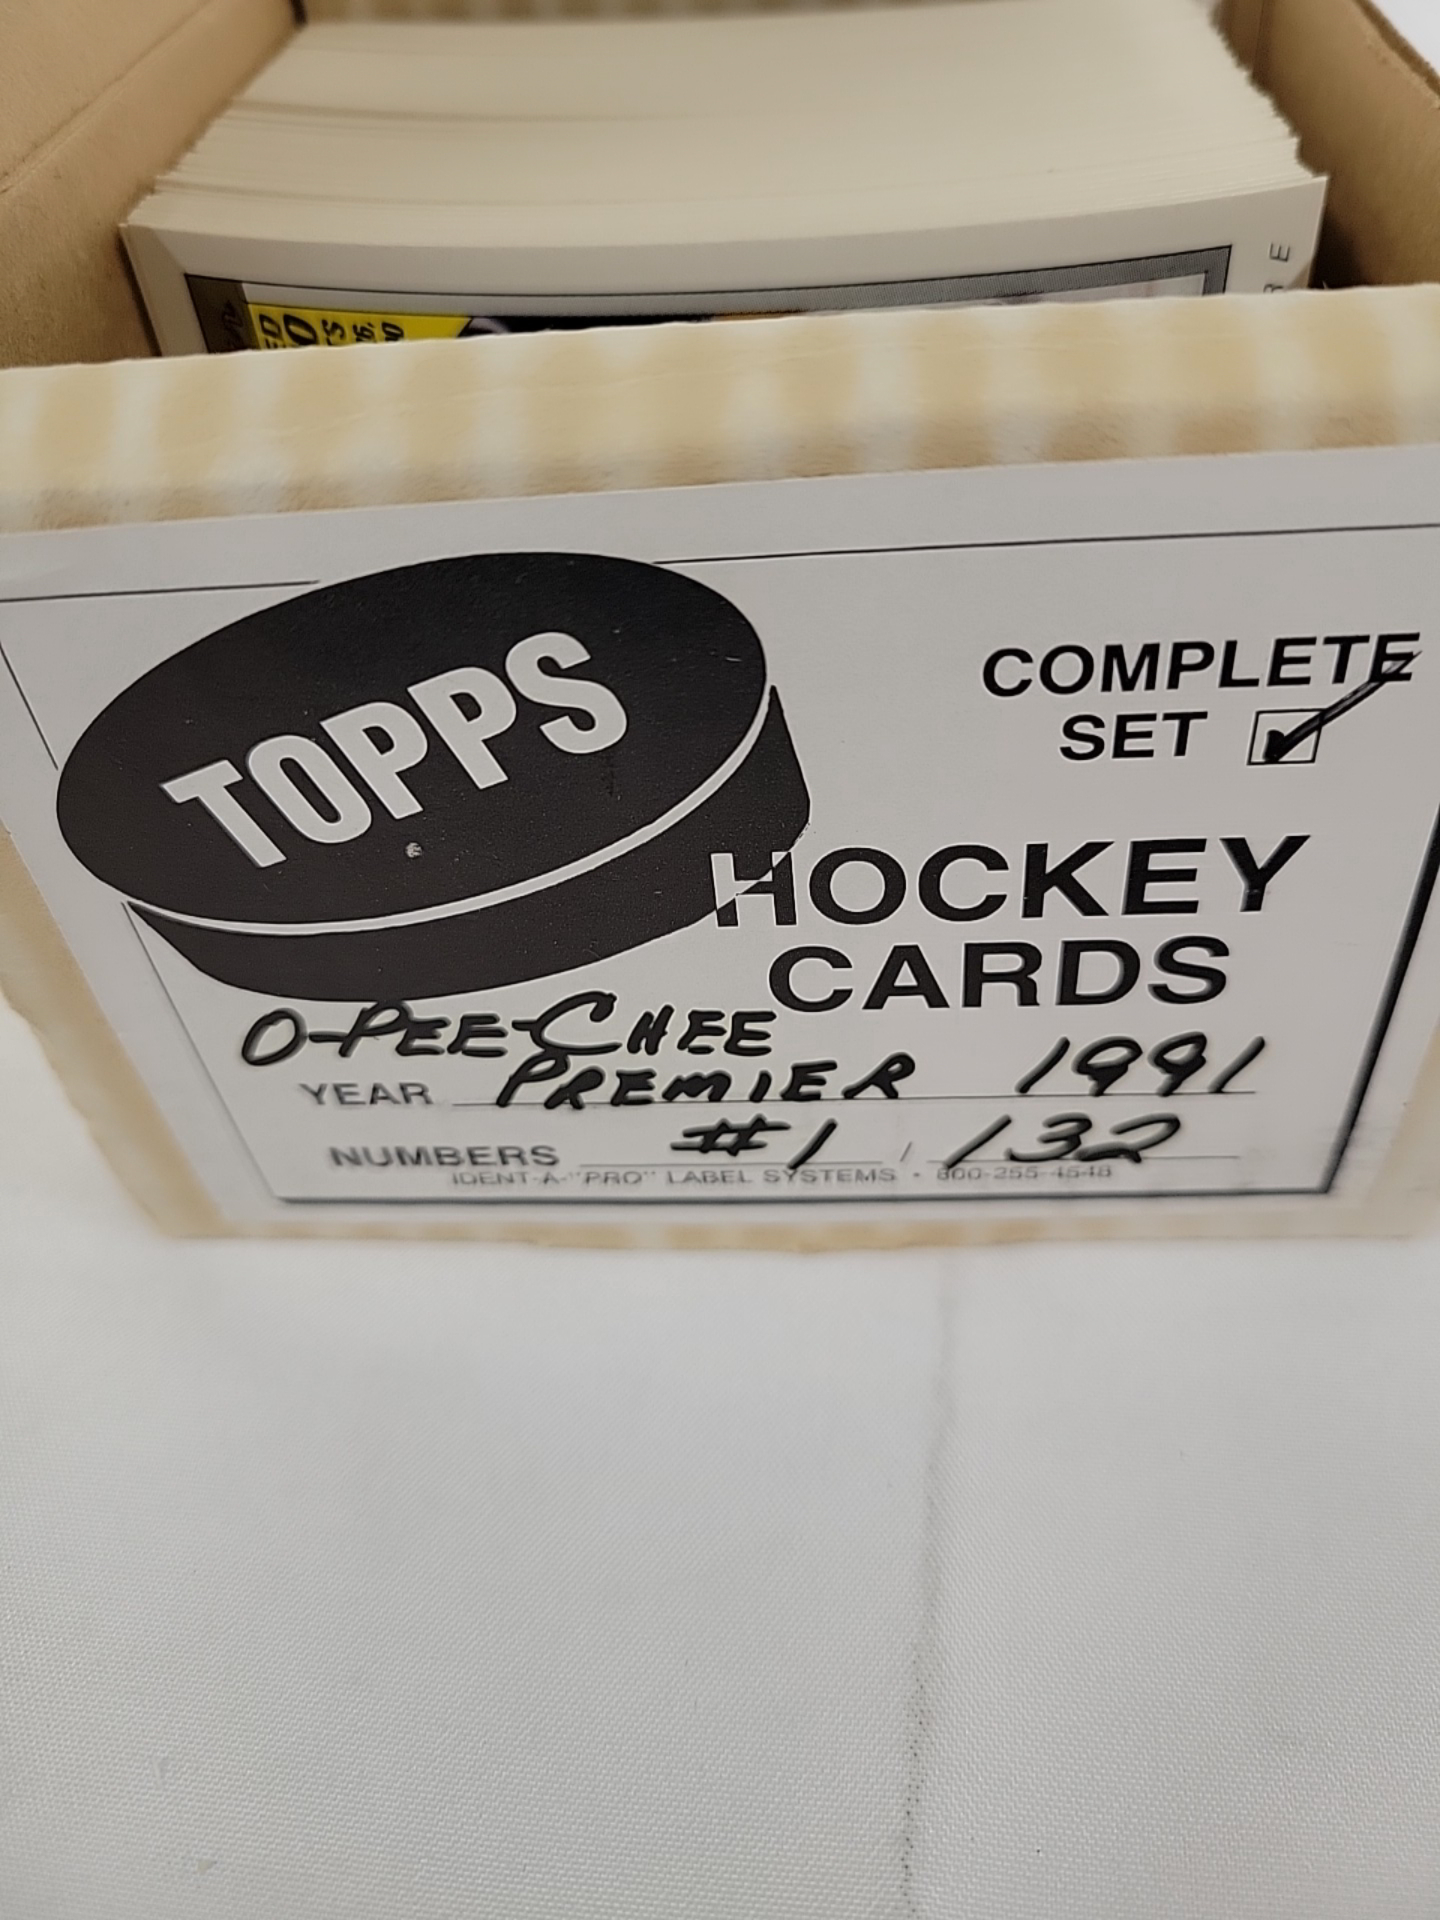 TOPPS
COMPLETE
SET
HOCKEY
CARDS
O-PEE-CHEE
YEAR PREMIER 1991
NUMBERS #1 / 132
IDENT-A-"PRO" LABEL SYSTEMS • 800-255-4548